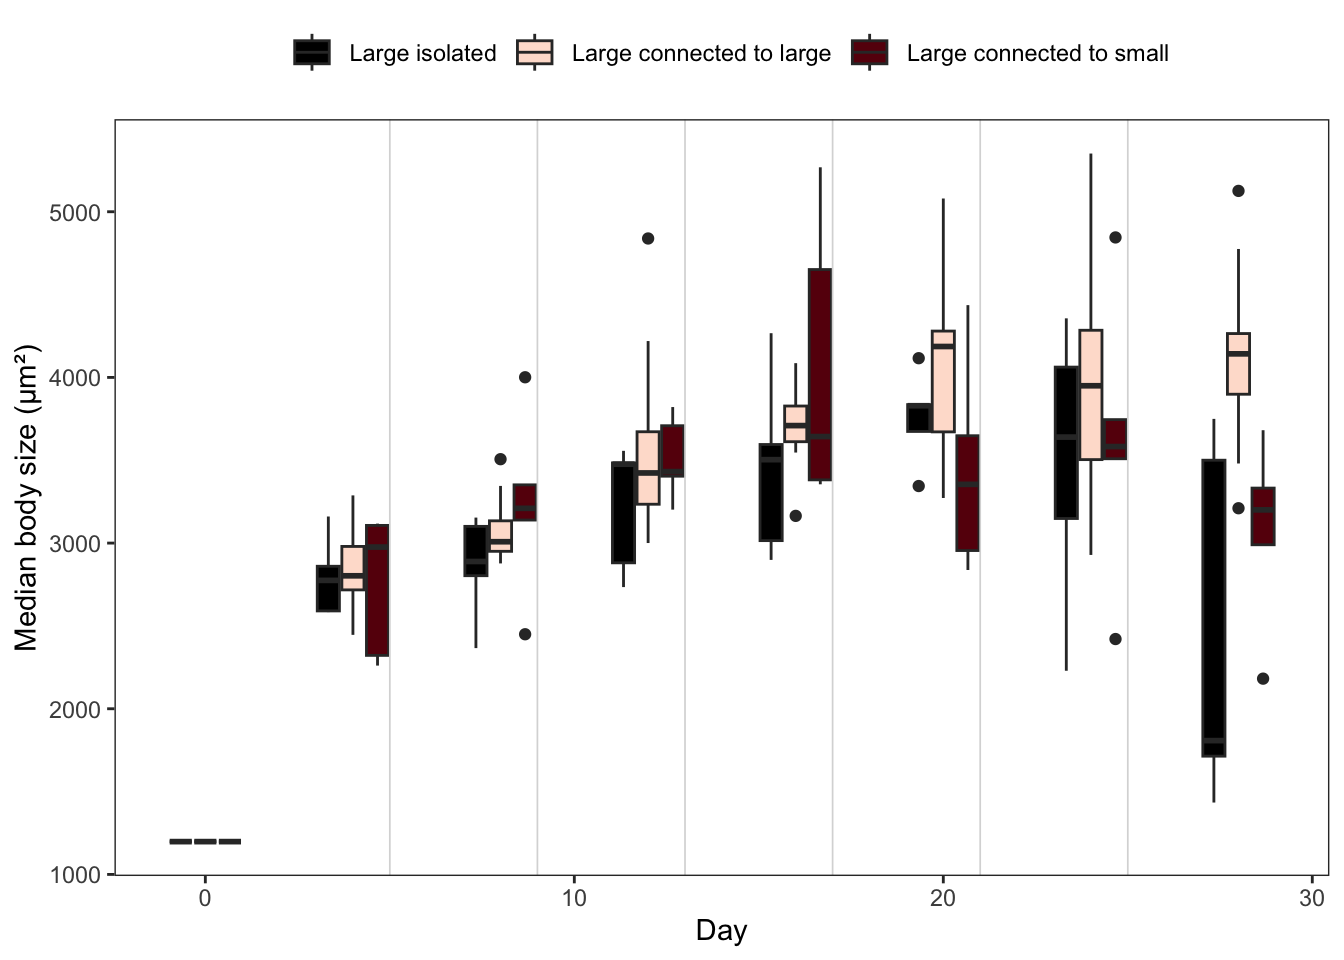 Large isolated Large connected to large Large connected to small
Median body size (µm²)
5000
4000
3000
2000
1000
0 10 20 30
Day